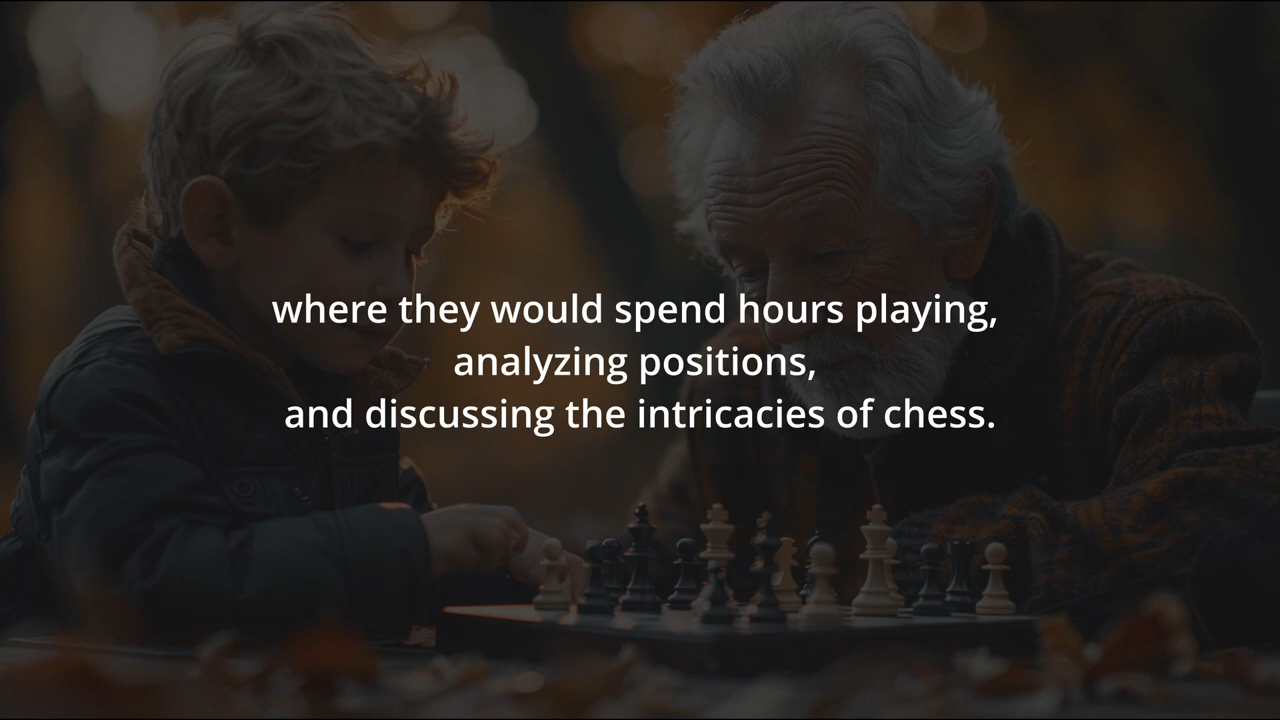 where they would spend hours playing,
analyzing positions,
and discussing the intricacies of chess.